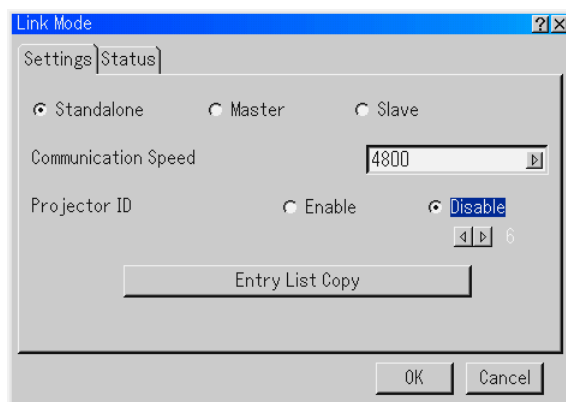 Link Mode
Settings Status
Standalone Master Slave
Communication Speed 4800
Projector ID Enable Disable
6
Entry List Copy
OK Cancel